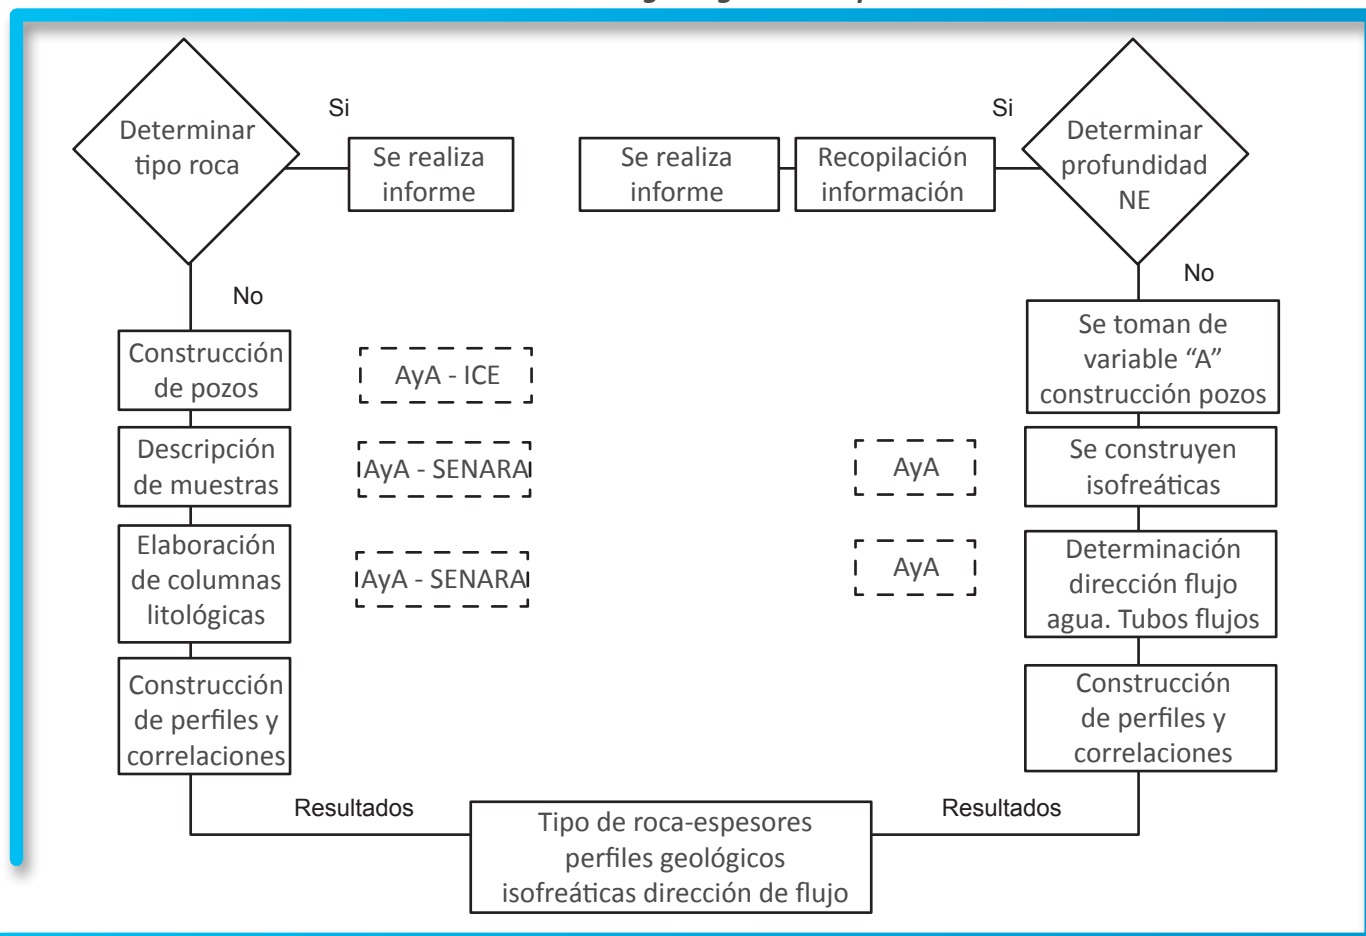 Si
Determinar
tipo roca
Se realiza
informe
Se realiza
informe
Recopilación
información
Si
Determinar
profundidad
NE
No
Construcción
de pozos
AyA - ICE
Descripción
de muestras
AyA - SENARA
Elaboración
de columnas
litológicas
AyA - SENARA
Construcción
de perfiles y
correlaciones
No
Se toman de
variable “A”
construcción pozos
Se construyen
isofreáticas
AyA
Determinación
dirección flujo
agua. Tubos flujos
AyA
Construcción
de perfiles y
correlaciones
Resultados
Resultados
Tipo de roca-espesores
perfiles geológicos
isofreáticas dirección de flujo